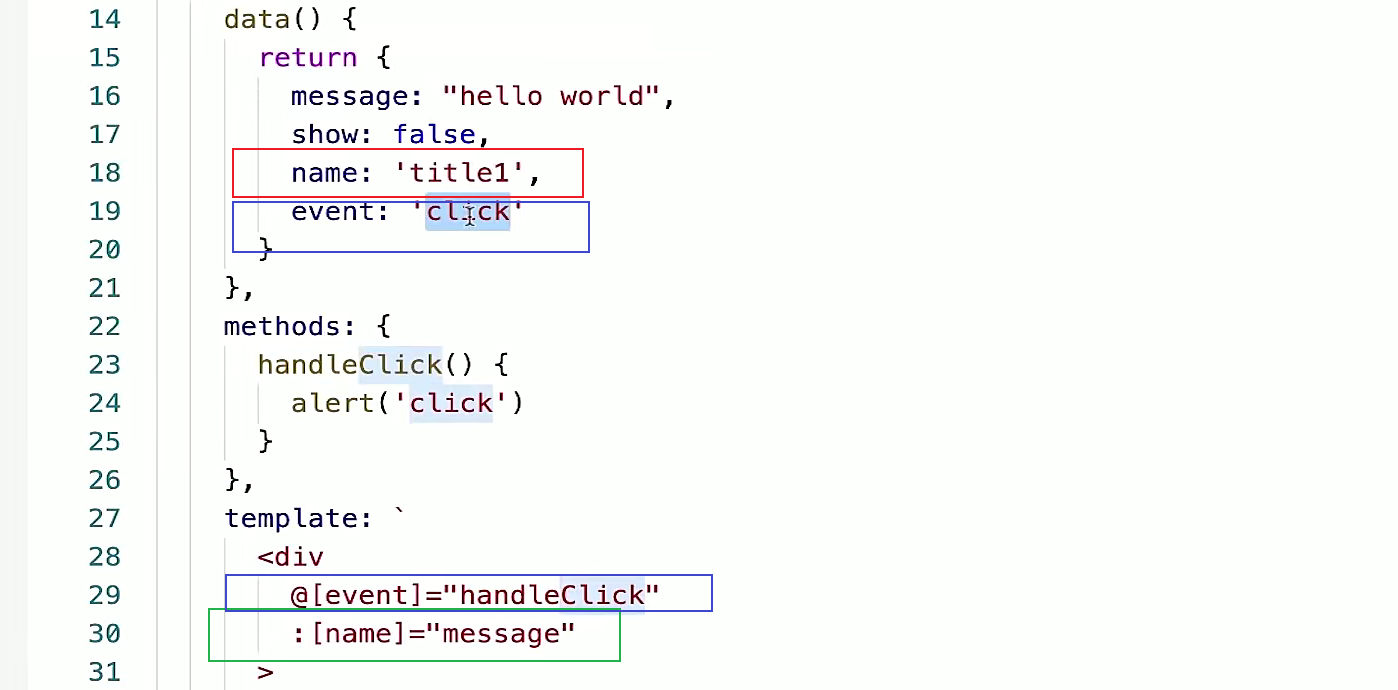 14 data() {
15 return {
16 message: "hello world",
17 show: false,
18 name: 'title1',
19 event: 'click'
20 }
21 },
22 methods: {
23 handleClick() {
24 alert('click')
25 }
26 },
27 template: `
28 <div
29 @[event]="handleClick"
30 :[name]="message"
31 >